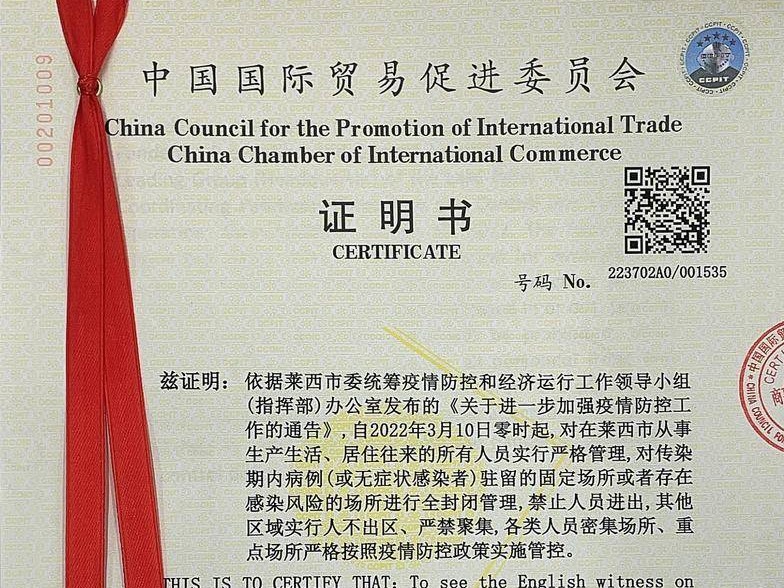 00201009
中国国际贸易促进委员会
CCPIT
China Council for the Promotion of International Trade
China Chamber of International Commerce
证明书
CERTIFICATE
号码 No. 223702A0/001535
兹证明：依据莱西市委统筹疫情防控和经济运行工作领导小组
(指挥部)办公室发布的《关于进一步加强疫情防控工
作的通告》,自2022年3月10日零时起,对在莱西市从事
生产生活、居住往来的所有人员实行严格管理,对传染
期内病例(或无症状感染者)驻留的固定场所或者存在
感染风险的场所进行全封闭管理,禁止人员进出,其他
区域实行人不出区、严禁聚集,各类人员密集场所、重
点场所严格按照疫情防控政策实施管控。
THIS IS TO CERTIFY THAT: To see the English witness on
中国国际
CHINA COUNCIL FO
CERT